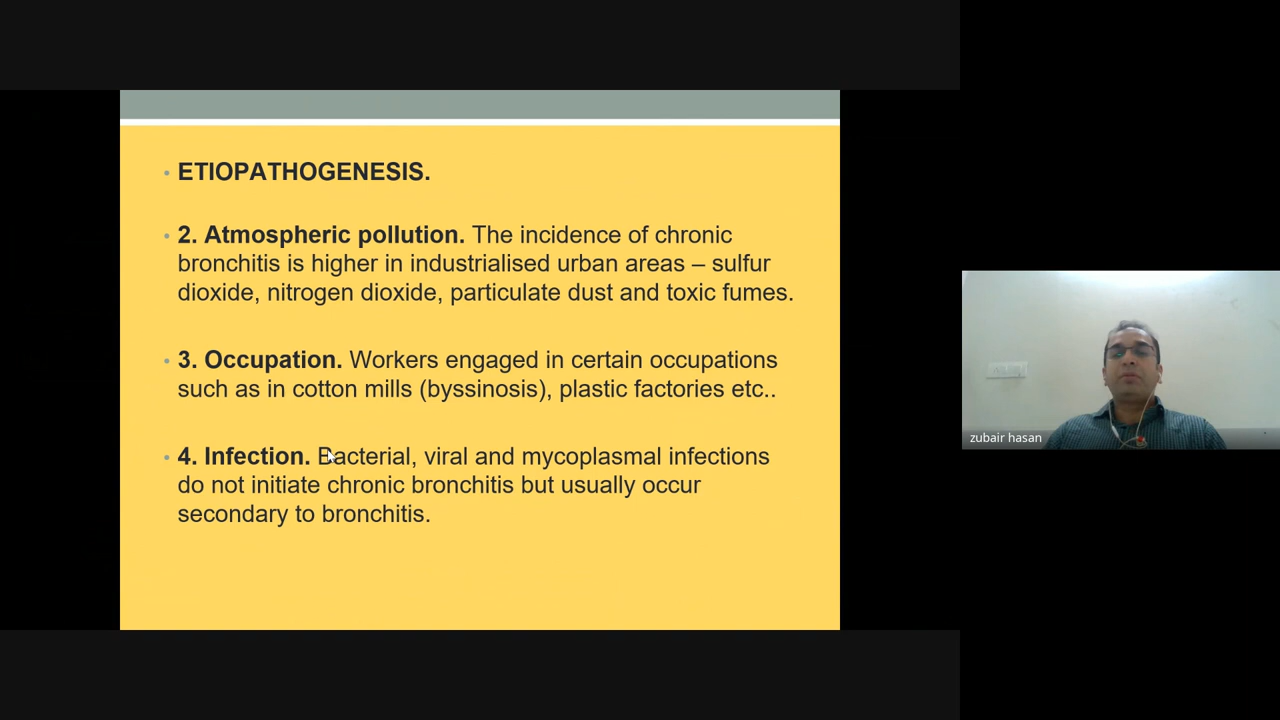 ETIOPATHOGENESIS.
2. Atmospheric pollution. The incidence of chronic
bronchitis is higher in industrialised urban areas – sulfur
dioxide, nitrogen dioxide, particulate dust and toxic fumes.
3. Occupation. Workers engaged in certain occupations
such as in cotton mills (byssinosis), plastic factories etc..
4. Infection. Bacterial, viral and mycoplasmal infections
do not initiate chronic bronchitis but usually occur
secondary to bronchitis.
zubair hasan